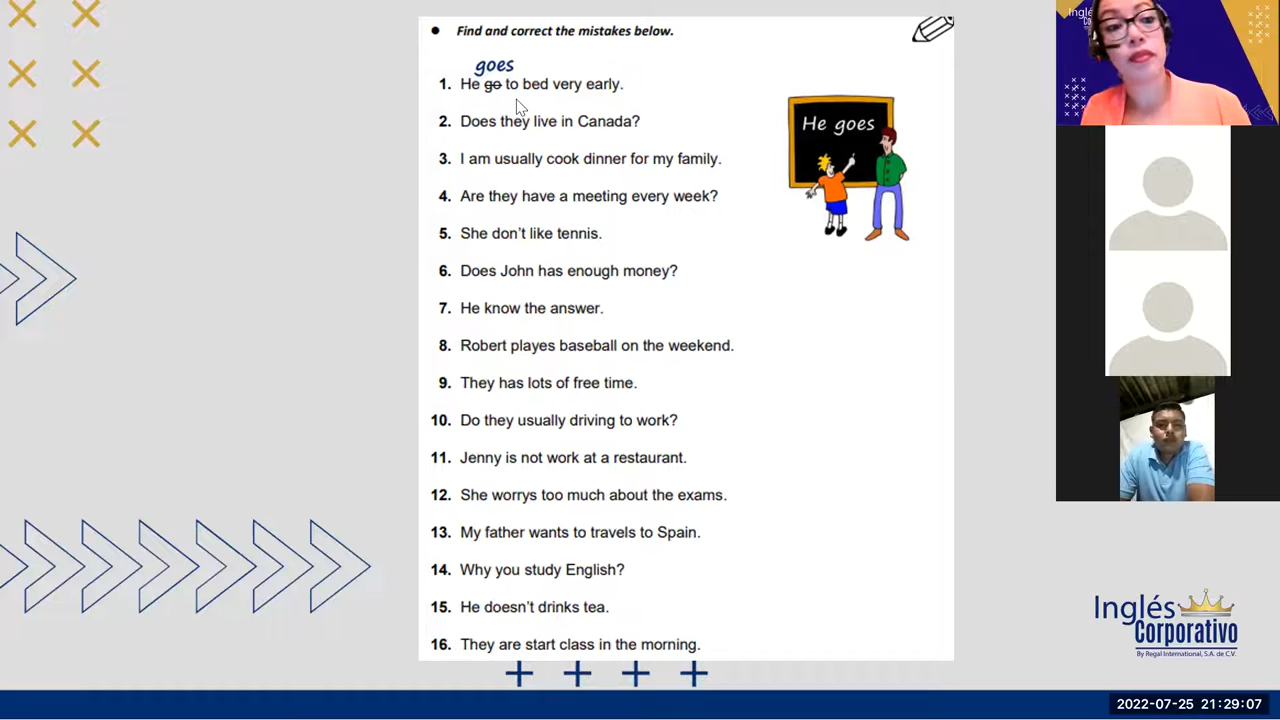 Find and correct the mistakes below.
goes
1. He go to bed very early.
2. Does they live in Canada?
3. I am usually cook dinner for my family.
4. Are they have a meeting every week?
5. She don't like tennis.
6. Does John has enough money?
7. He know the answer.
8. Robert playes baseball on the weekend.
9. They has lots of free time.
10. Do they usually driving to work?
11. Jenny is not work at a restaurant.
12. She worrys too much about the exams.
13. My father wants to travels to Spain.
14. Why you study English?
15. He doesn't drinks tea.
16. They are start class in the morning.
He goes
Inglés
Inglés
Corporativo
By Regal International, S.A. de C.V.
2022-07-25 21:29:07